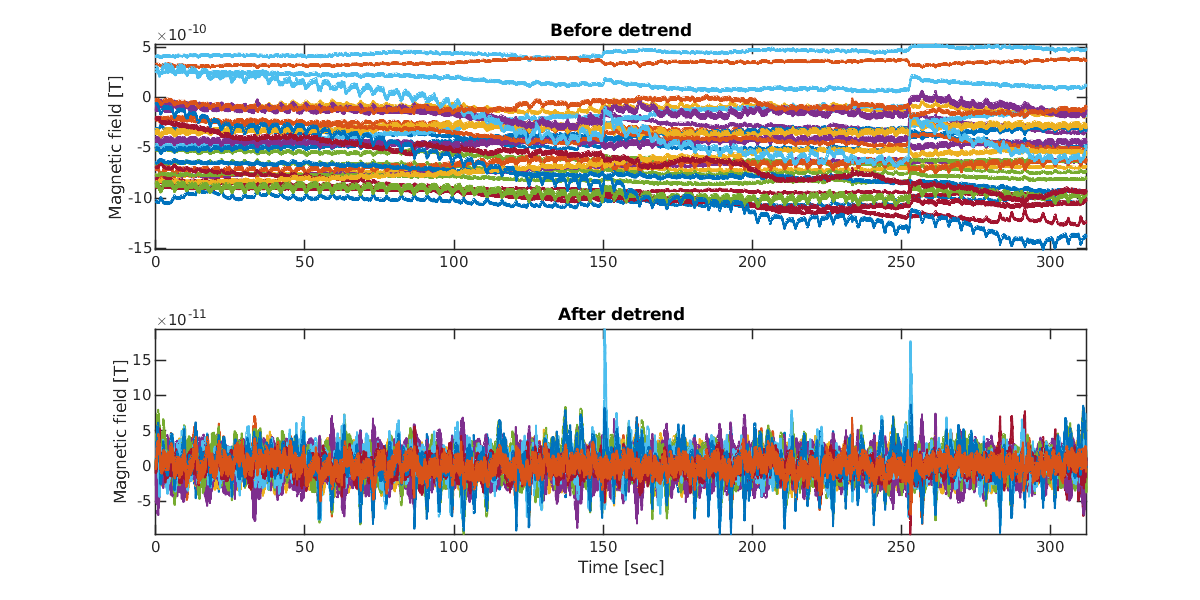 Before detrend
×10-10
5
0
-5
-10
-15
Magnetic field [T]
0 50 100 150 200 250 300
After detrend
×10-11
15
10
5
0
-5
Magnetic field [T]
0 50 100 150 200 250 300
Time [sec]